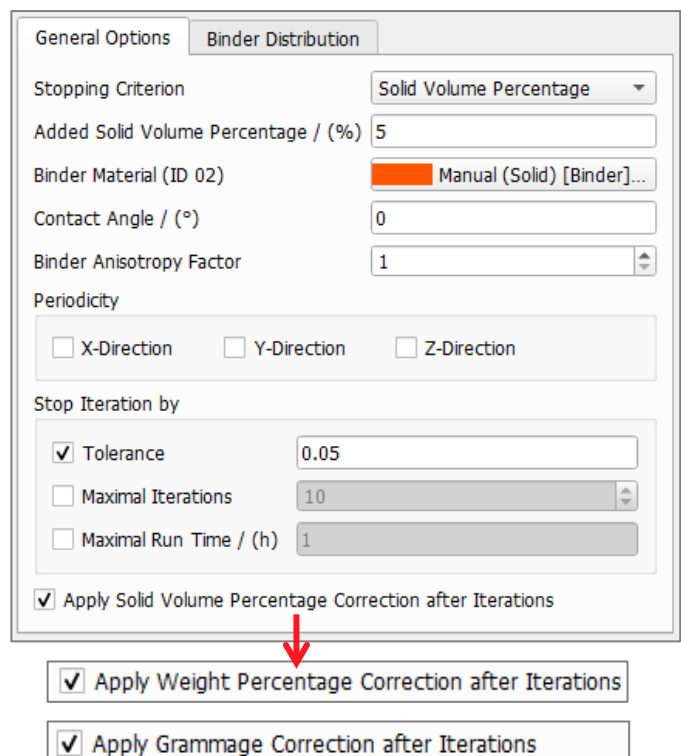 General Options Binder Distribution
Stopping Criterion Solid Volume Percentage
Added Solid Volume Percentage / (%) 5
Binder Material (ID 02) Manual (Solid) [Binder]...
Contact Angle / (°) 0
Binder Anisotropy Factor 1
Periodicity
X-Direction Y-Direction Z-Direction
Stop Iteration by
Tolerance 0.05
Maximal Iterations 10
Maximal Run Time / (h) 1
Apply Solid Volume Percentage Correction after Iterations
Apply Weight Percentage Correction after Iterations
Apply Grammage Correction after Iterations